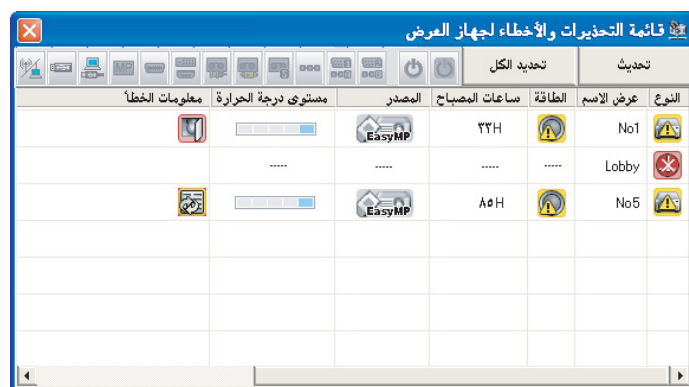 قائمة التحذيرات والأخطاء لجهاز العرض
تحديث تحديد الكل MP
النوع عرض الاسم الطاقة ساعات المصباح المصدر مستوى درجة الحرارة معلومات الخطأ
No1 ٣٣H EasyMP
Lobby ----- ----- ----- -----
No5 ٨٥H EasyMP